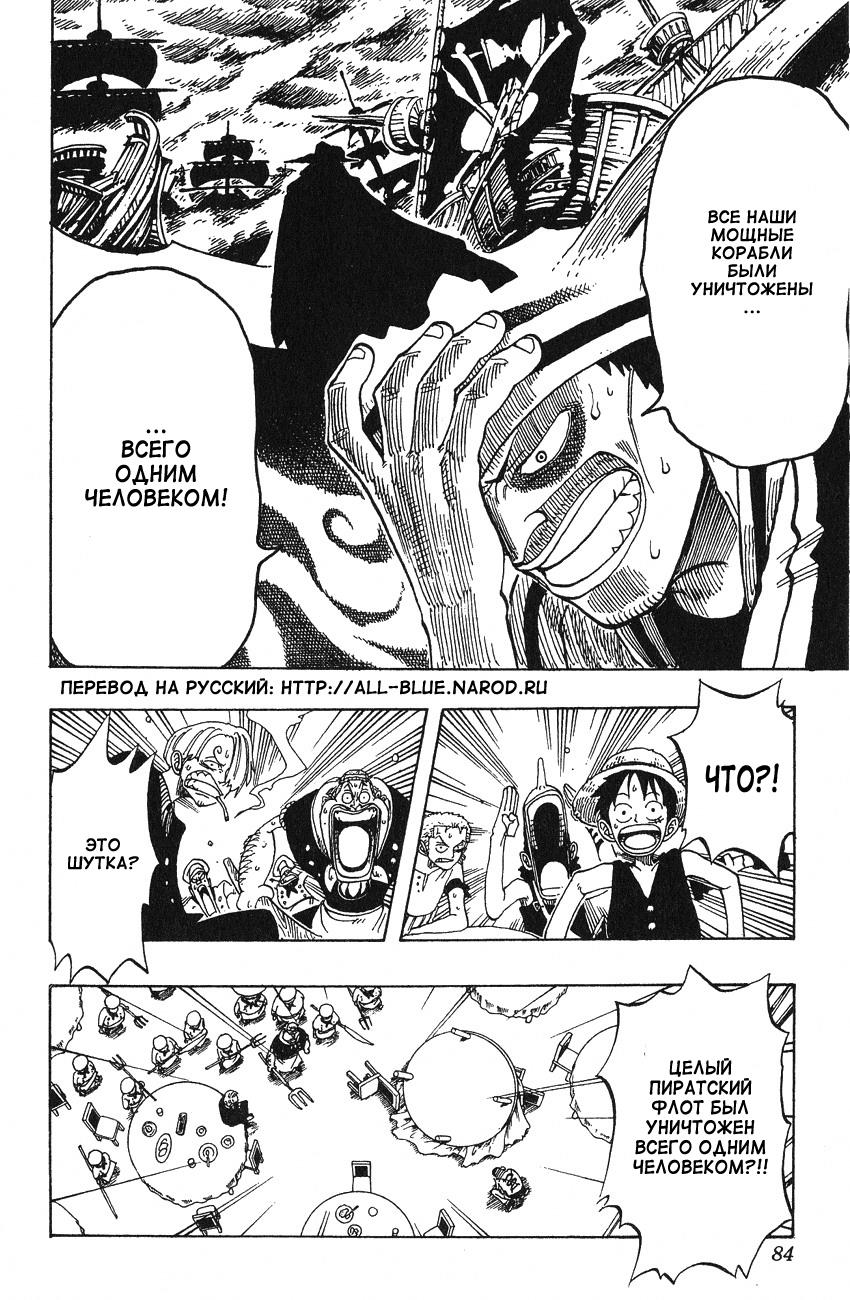 ВСЕ НАШИ
МОЩНЫЕ
КОРАБЛИ
БЫЛИ
УНИЧТОЖЕНЫ
...
...
ВСЕГО
ОДНИМ
ЧЕЛОВЕКОМ!
ПЕРЕВОД НА РУССКИЙ: HTTP://ALL-BLUE.NAROD.RU
ЧТО?!
ЭТО
ШУТКА?
ЦЕЛЫЙ
ПИРАТСКИЙ
ФЛОТ БЫЛ
УНИЧТОЖЕН
ВСЕГО ОДНИМ
ЧЕЛОВЕКОМ?!!
84